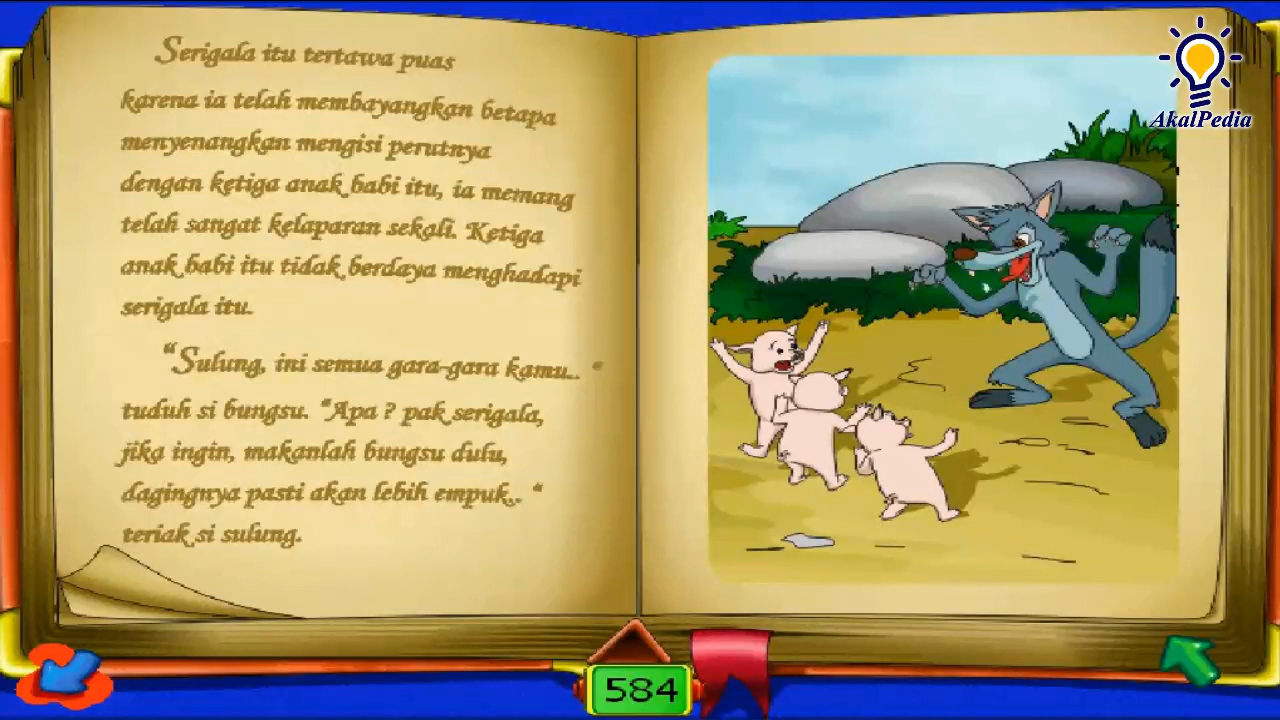 Serigala itu tertawa puas
karena ia telah membayangkan betapa
menyenangkan mengisi perutnya
dengan ketiga anak babi itu, ia memang
telah sangat kelaparan sekali. Ketiga
anak babi itu tidak berdaya menghadapi
serigala itu.
“Sulung, ini semua gara-gara kamu.. “
tuduh si bungsu. “Apa ? pak serigala,
jika ingin, makanlah bungsu dulu,
dagingnya pasti akan lebih empuk.. “
teriak si sulung.
AkalPedia
584